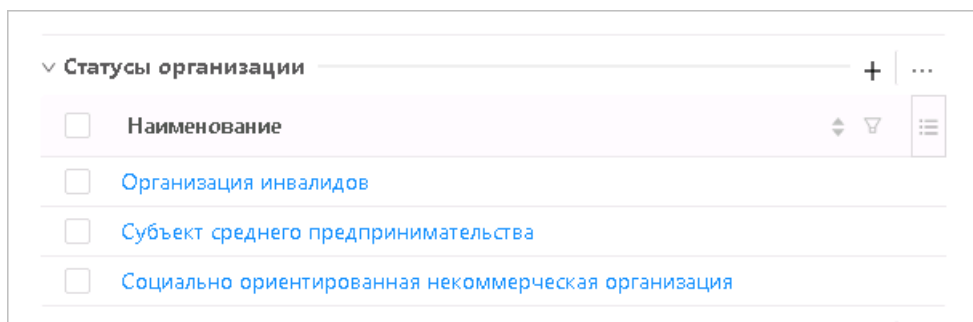 Статусы организации
Наименование
Организация инвалидов
Субъект среднего предпринимательства
Социально ориентированная некоммерческая организация